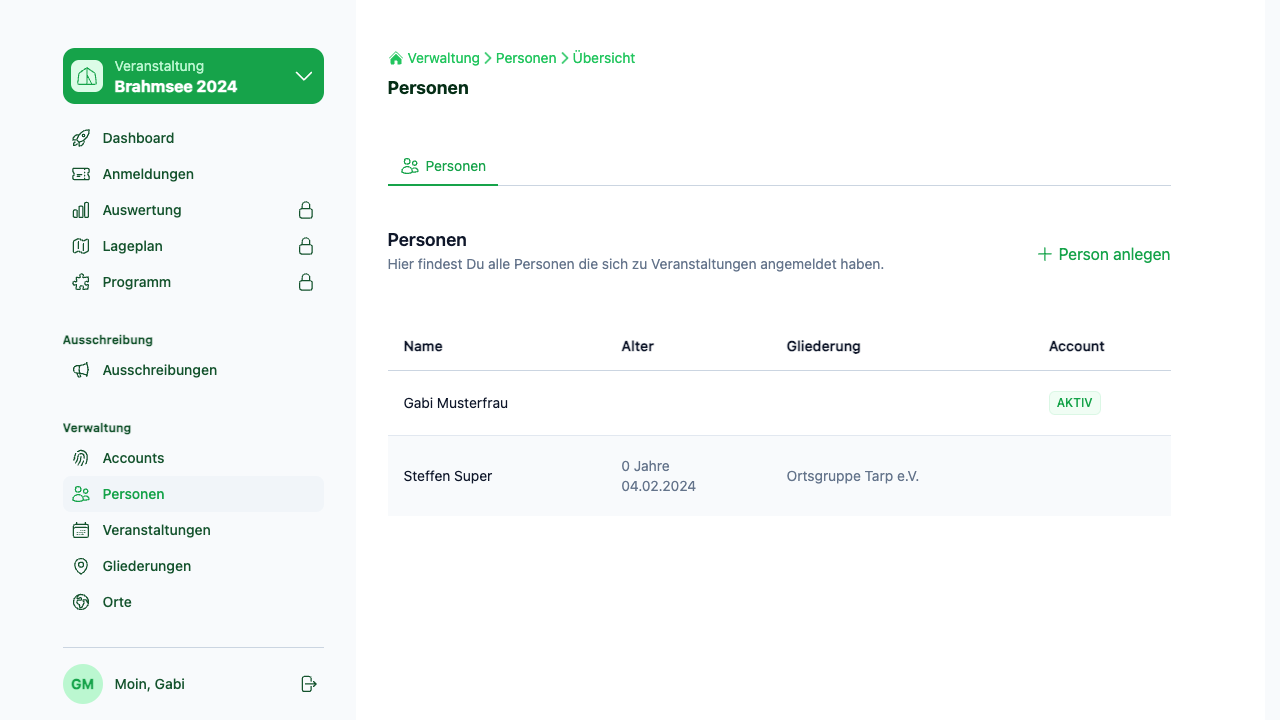 Veranstaltung
Brahmsee 2024
Dashboard
Anmeldungen
Auswertung
Lageplan
Programm
Ausschreibung
Ausschreibungen
Verwaltung
Accounts
Personen
Veranstaltungen
Gliederungen
Orte
GM Moin, Gabi
Verwaltung Personen Übersicht
Personen
Personen
Personen
Hier findest Du alle Personen die sich zu Veranstaltungen angemeldet haben.
Person anlegen
Name Alter Gliederung Account
Gabi Musterfrau AKTIV
Steffen Super 0 Jahre 04.02.2024 Ortsgruppe Tarp e.V.